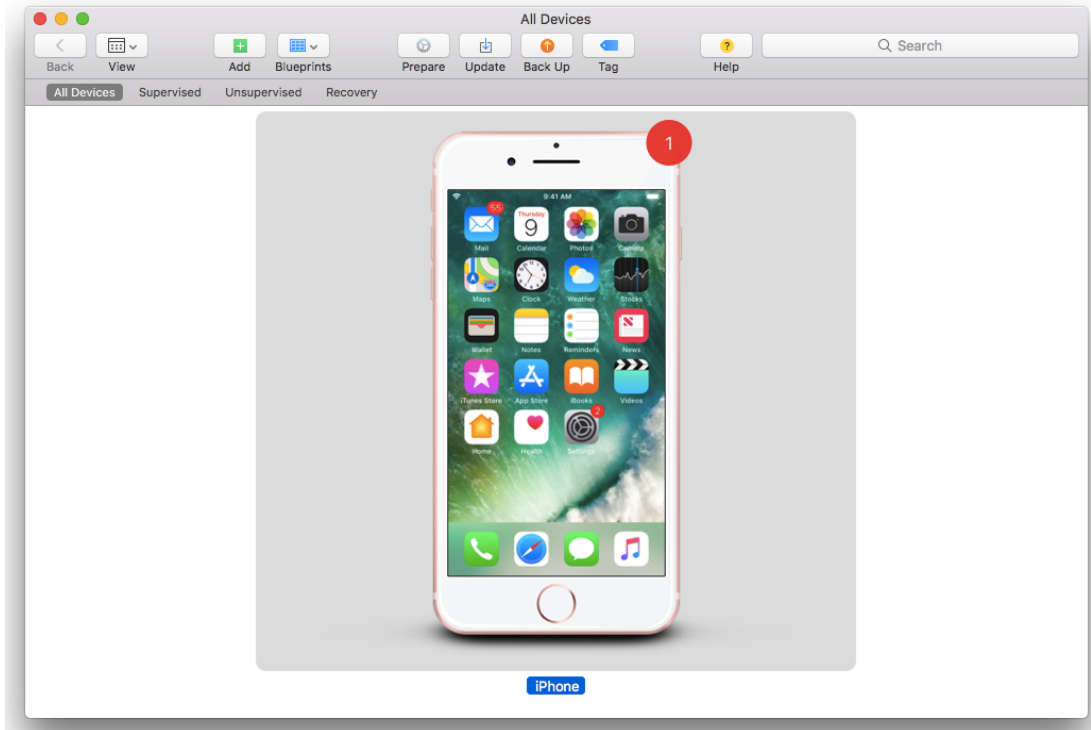 All Devices
Back View Add Blueprints Prepare Update Back Up Tag ? Help Search
All Devices Supervised Unsupervised Recovery
1
9:41 AM
55
Thursday
9
Mail Calendar Photos Camera
Maps Clock Weather Stocks
Wallet Notes Reminders News
iTunes Store App Store iBooks Videos
2
Home Health Settings
iPhone